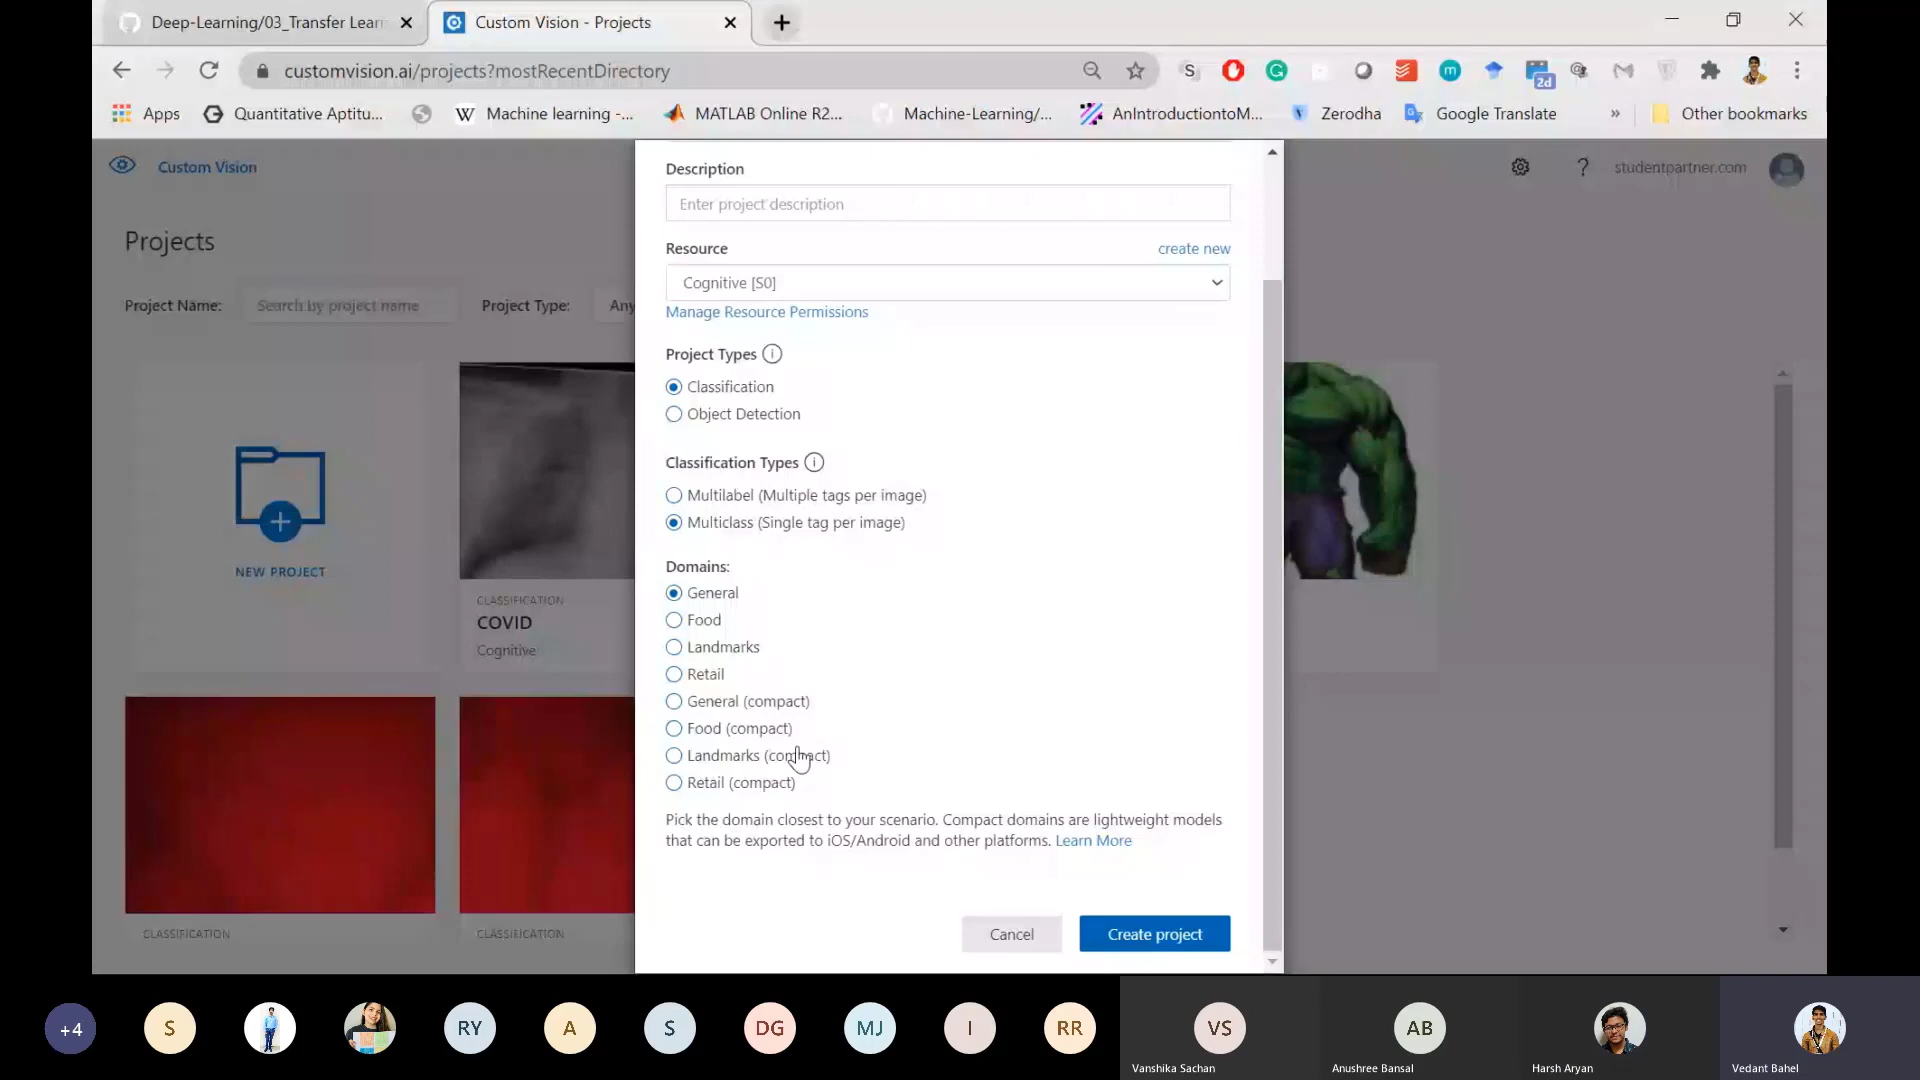 Deep-Learning/03_Transfer Lear
Custom Vision - Projects
customvision.ai/projects?mostRecentDirectory
2d
Apps
Quantitative Aptitu...
Machine learning -...
MATLAB Online R2...
Machine-Learning/...
AnIntroductiontoM...
Zerodha
Google Translate
»
Other bookmarks
Custom Vision
studentpartner.com
Projects
Project Name:
Search by project name
Project Type:
Any
NEW PROJECT
CLASSIFICATION
COVID
Cognitive
CLASSIFICATION
CLASSIFICATION
Description
Enter project description
Resource
create new
Cognitive [S0]
Manage Resource Permissions
Project Types
Classification
Object Detection
Classification Types
Multilabel (Multiple tags per image)
Multiclass (Single tag per image)
Domains:
General
Food
Landmarks
Retail
General (compact)
Food (compact)
Landmarks (compact)
Retail (compact)
Pick the domain closest to your scenario. Compact domains are lightweight models
that can be exported to iOS/Android and other platforms. Learn More
Cancel
Create project
+4
S
RY
A
S
DG
MJ
I
RR
VS
Vanshika Sachan
AB
Anushree Bansal
Harsh Aryan
Vedant Bahel